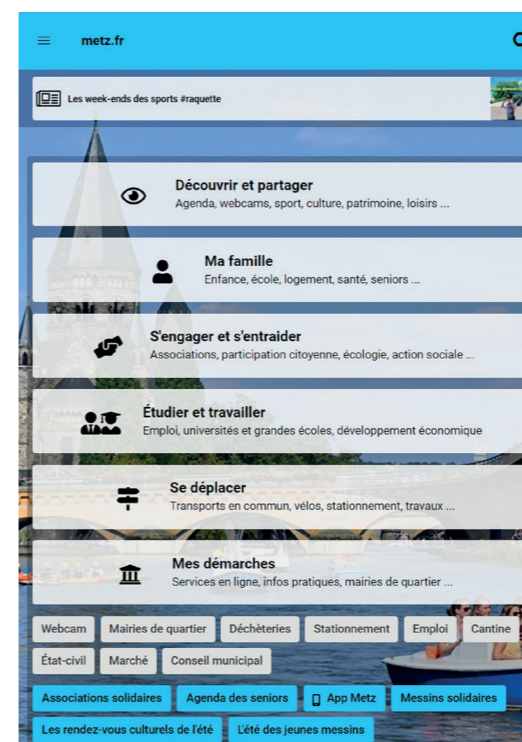 metz.fr
Les week-ends des sports #raquette
Découvrir et partager
Agenda, webcams, sport, culture, patrimoine, loisirs ...
Ma famille
Enfance, école, logement, santé, seniors ...
S'engager et s'entraider
Associations, participation citoyenne, écologie, action sociale ...
Étudier et travailler
Emploi, universités et grandes écoles, développement économique
Se déplacer
Transports en commun, vélos, stationnement, travaux ...
Mes démarches
Services en ligne, infos pratiques, mairies de quartier ...
Webcam Mairies de quartier Déchèteries Stationnement Emploi Cantine
État-civil Marché Conseil municipal
Associations solidaires Agenda des seniors App Metz Messins solidaires
Les rendez-vous culturels de l'été L'été des jeunes messins